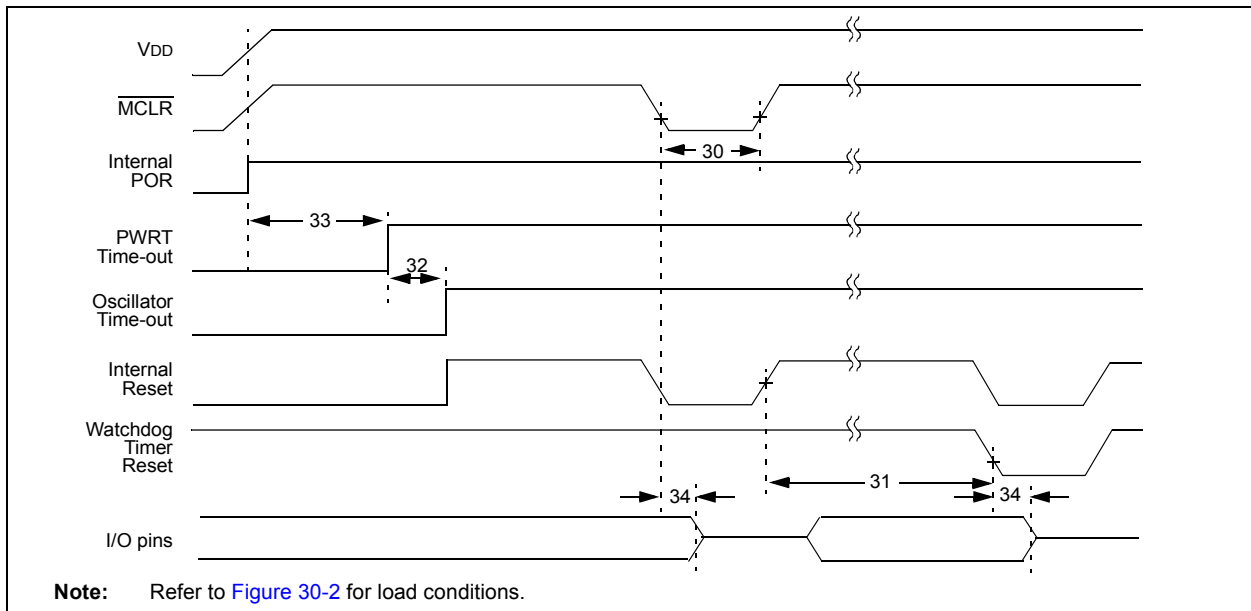 VDD
MCLR
30
Internal
POR
33
PWRT
Time-out
32
Oscillator
Time-out
Internal
Reset
Watchdog
Timer
Reset
31
34
34
I/O pins
Note: Refer to Figure 30-2 for load conditions.